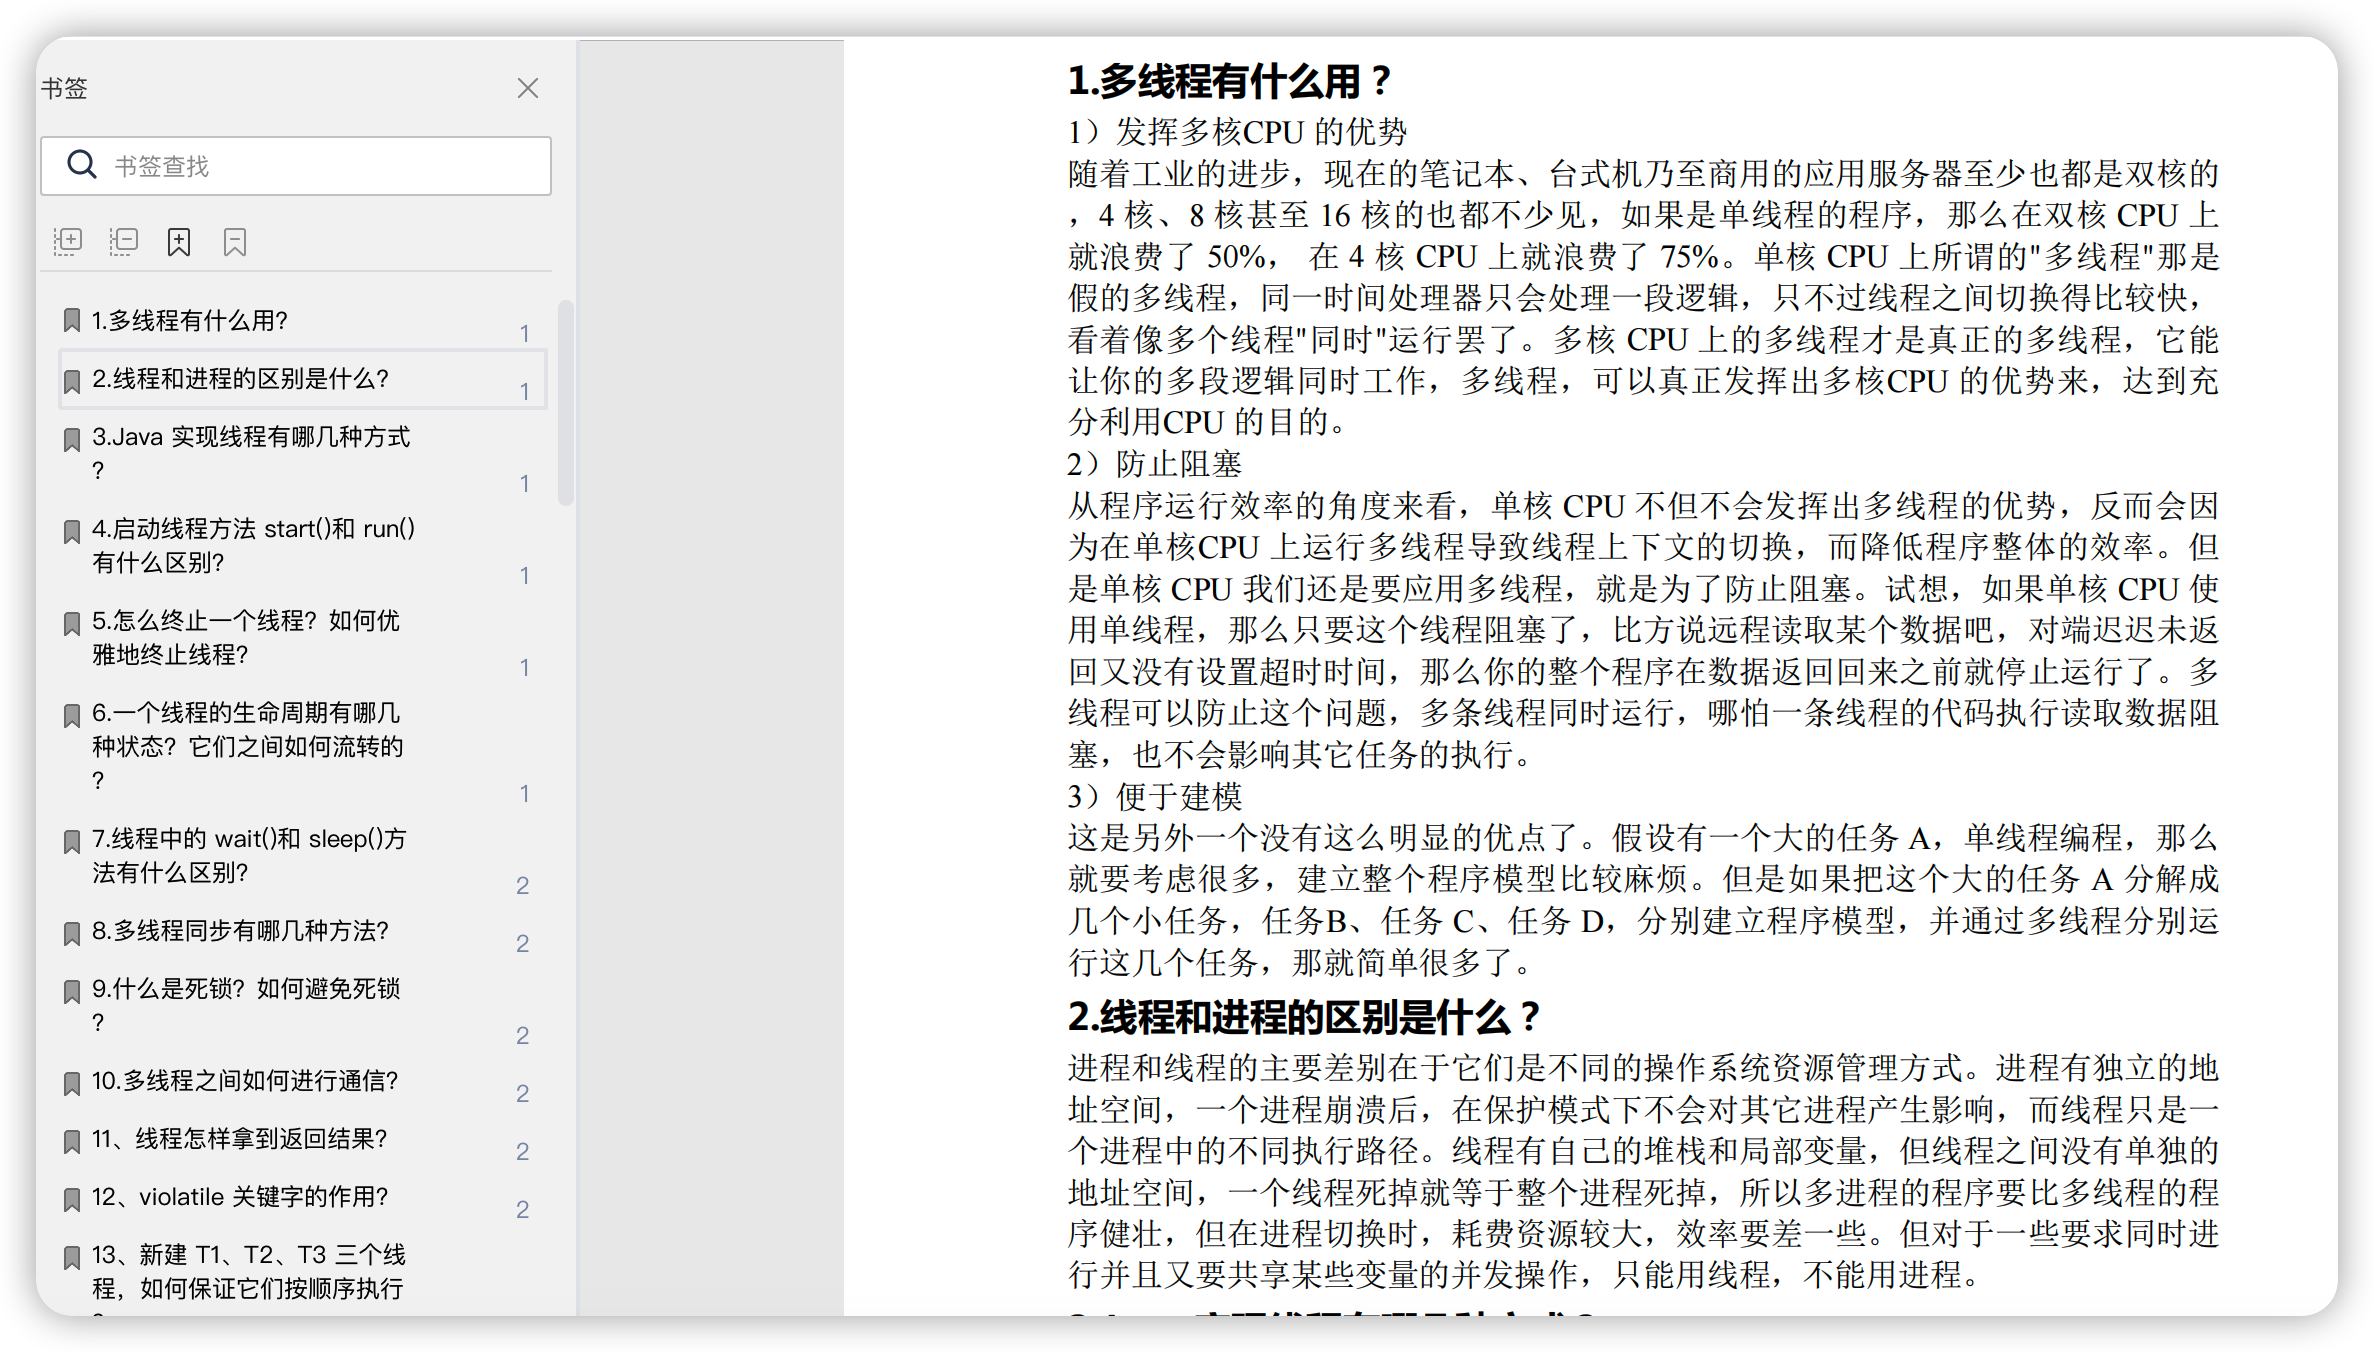 书签
书签查找
1.多线程有什么用?
1
2.线程和进程的区别是什么?
1
3.Java 实现线程有哪几种方式
?
1
4.启动线程方法 start()和 run()
有什么区别?
1
5.怎么终止一个线程? 如何优
雅地终止线程?
1
6.一个线程的生命周期有哪几
种状态? 它们之间如何流转的
?
1
7.线程中的 wait()和 sleep()方
法有什么区别?
2
8.多线程同步有哪几种方法?
2
9.什么是死锁? 如何避免死锁
?
2
10.多线程之间如何进行通信?
2
11、线程怎样拿到返回结果?
2
12、violatile 关键字的作用?
2
13、新建 T1、T2、T3 三个线
程，如何保证它们按顺序执行
1.多线程有什么用？
1）发挥多核CPU 的优势
随着工业的进步，现在的笔记本、台式机乃至商用的应用服务器至少也都是双核的
，4 核、8 核甚至 16 核的也都不少见，如果是单线程的程序，那么在双核 CPU 上
就浪费了 50%， 在 4 核 CPU 上就浪费了 75%。单核 CPU 上所谓的"多线程"那是
假的多线程，同一时间处理器只会处理一段逻辑，只不过线程之间切换得比较快，
看着像多个线程"同时"运行罢了。多核 CPU 上的多线程才是真正的多线程，它能
让你的多段逻辑同时工作，多线程，可以真正发挥出多核CPU 的优势来，达到充
分利用CPU 的目的。
2）防止阻塞
从程序运行效率的角度来看，单核 CPU 不但不会发挥出多线程的优势，反而会因
为在单核CPU 上运行多线程导致线程上下文的切换，而降低程序整体的效率。但
是单核 CPU 我们还是要应用多线程，就是为了防止阻塞。试想，如果单核 CPU 使
用单线程，那么只要这个线程阻塞了，比方说远程读取某个数据吧，对端迟迟未返
回又没有设置超时时间，那么你的整个程序在数据返回回来之前就停止运行了。多
线程可以防止这个问题，多条线程同时运行，哪怕一条线程的代码执行读取数据阻
塞，也不会影响其它任务的执行。
3）便于建模
这是另外一个没有这么明显的优点了。假设有一个大的任务 A，单线程编程，那么
就要考虑很多，建立整个程序模型比较麻烦。但是如果把这个大的任务 A 分解成
几个小任务，任务B、任务 C、任务 D，分别建立程序模型，并通过多线程分别运
行这几个任务，那就简单很多了。
2.线程和进程的区别是什么？
进程和线程的主要差别在于它们是不同的操作系统资源管理方式。进程有独立的地
址空间，一个进程崩溃后，在保护模式下不会对其它进程产生影响，而线程只是一
个进程中的不同执行路径。线程有自己的堆栈和局部变量，但线程之间没有单独的
地址空间，一个线程死掉就等于整个进程死掉，所以多进程的程序要比多线程的程
序健壮，但在进程切换时，耗费资源较大，效率要差一些。但对于一些要求同时进
行并且又要共享某些变量的并发操作，只能用线程，不能用进程。